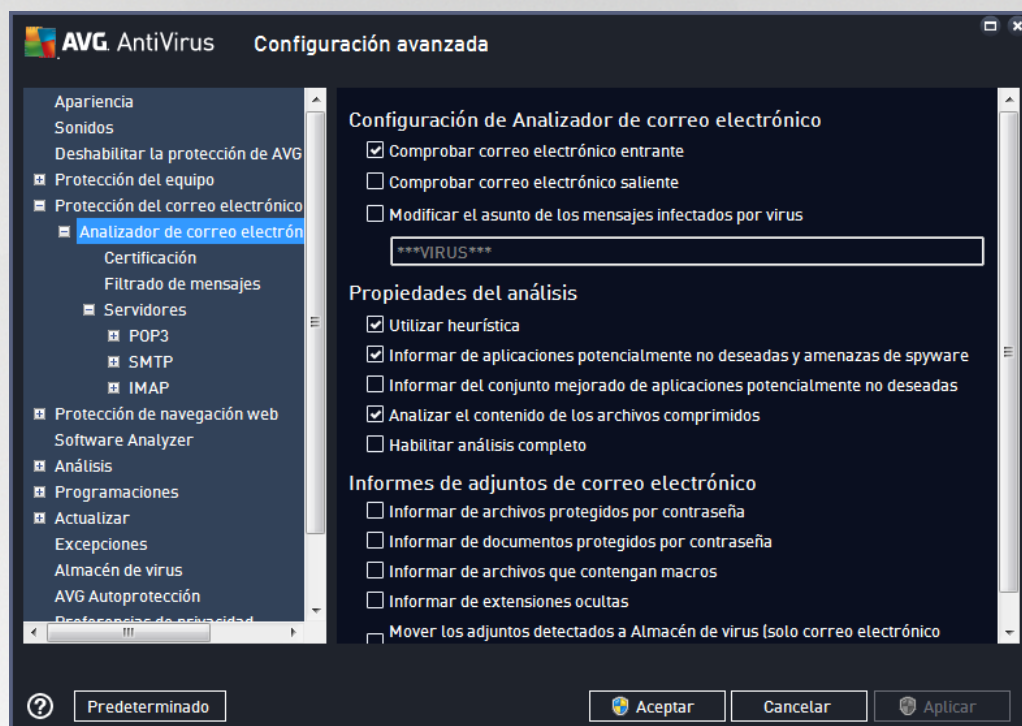 AVG. AntiVirus
Configuración avanzada
Apariencia
Sonidos
Deshabilitar la protección de AVG
Protección del equipo
Protección del correo electrónico
Analizador de correo electrón
Certificación
Filtrado de mensajes
Servidores
POP3
SMTP
IMAP
Protección de navegación web
Software Analyzer
Análisis
Programaciones
Actualizar
Excepciones
Almacén de virus
AVG Autoprotección
Preferencias de privacidad
Configuración de Analizador de correo electrónico
Comprobar correo electrónico entrante
Comprobar correo electrónico saliente
Modificar el asunto de los mensajes infectados por virus
***VIRUS***
Propiedades del análisis
Utilizar heurística
Informar de aplicaciones potencialmente no deseadas y amenazas de spyware
Informar del conjunto mejorado de aplicaciones potencialmente no deseadas
Analizar el contenido de los archivos comprimidos
Habilitar análisis completo
Informes de adjuntos de correo electrónico
Informar de archivos protegidos por contraseña
Informar de documentos protegidos por contraseña
Informar de archivos que contengan macros
Informar de extensiones ocultas
Mover los adjuntos detectados a Almacén de virus (solo correo electrónico
?
Predeterminado
Aceptar
Cancelar
Aplicar